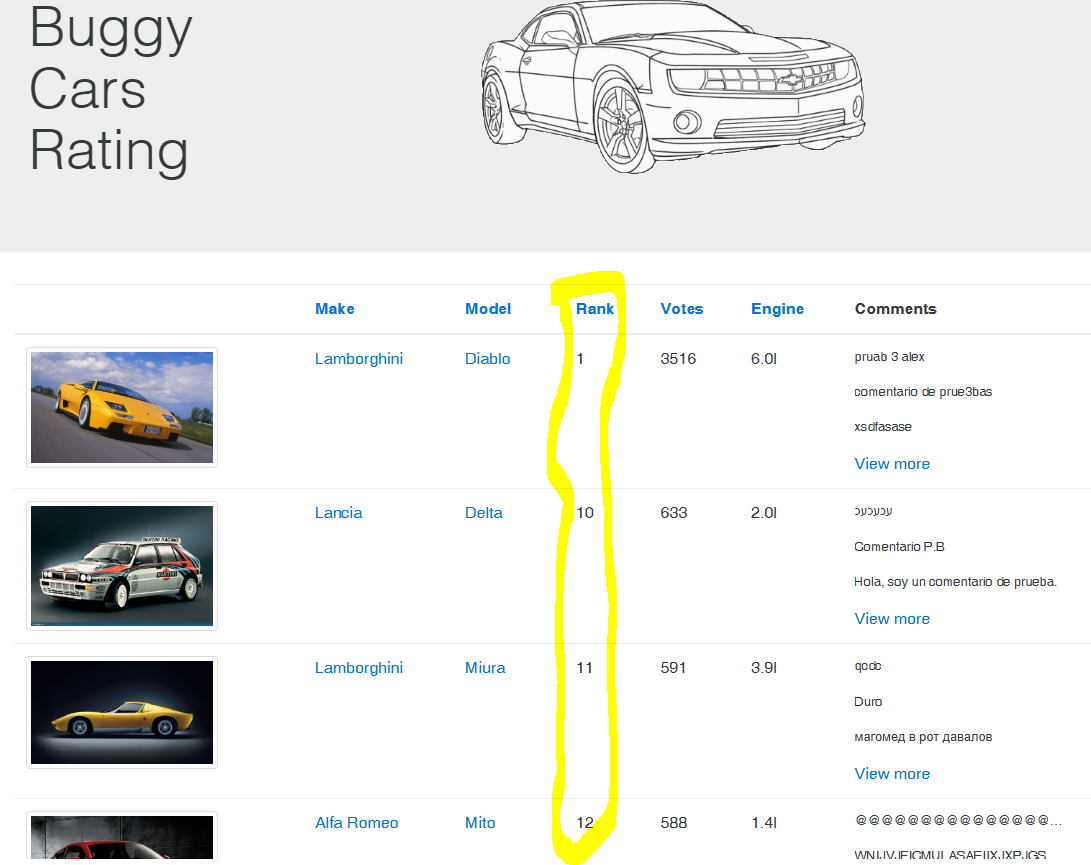 Buggy
Cars
Rating
Make Model Rank Votes Engine Comments
Lamborghini Diablo 1 3516 6.0l pruab 3 alex
comentario de prue3bas
xsdfasase
View more
Lancia Delta 10 633 2.0l
Comentario P.B
Hola, soy un comentario de prueba.
View more
Lamborghini Miura 11 591 3.9l qcdc
Duro
магомед в рот давалов
View more
Alfa Romeo Mito 12 588 1.4l @@@@@@@@@@@@@@@...